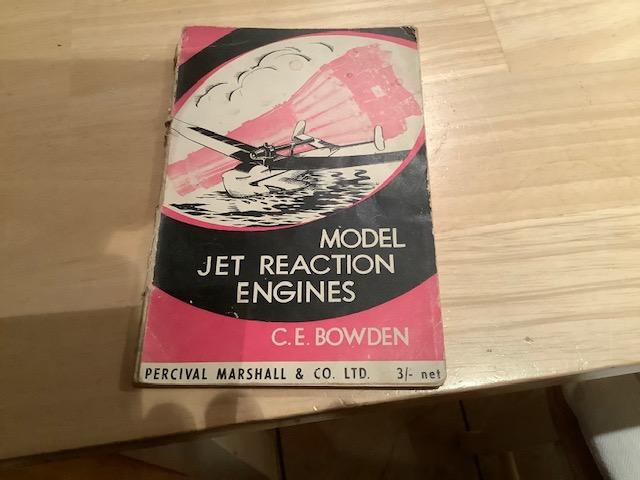 MODEL
JET REACTION
ENGINES
C.E. BOWDEN
PERCIVAL MARSHALL & CO. LTD. 3/- net